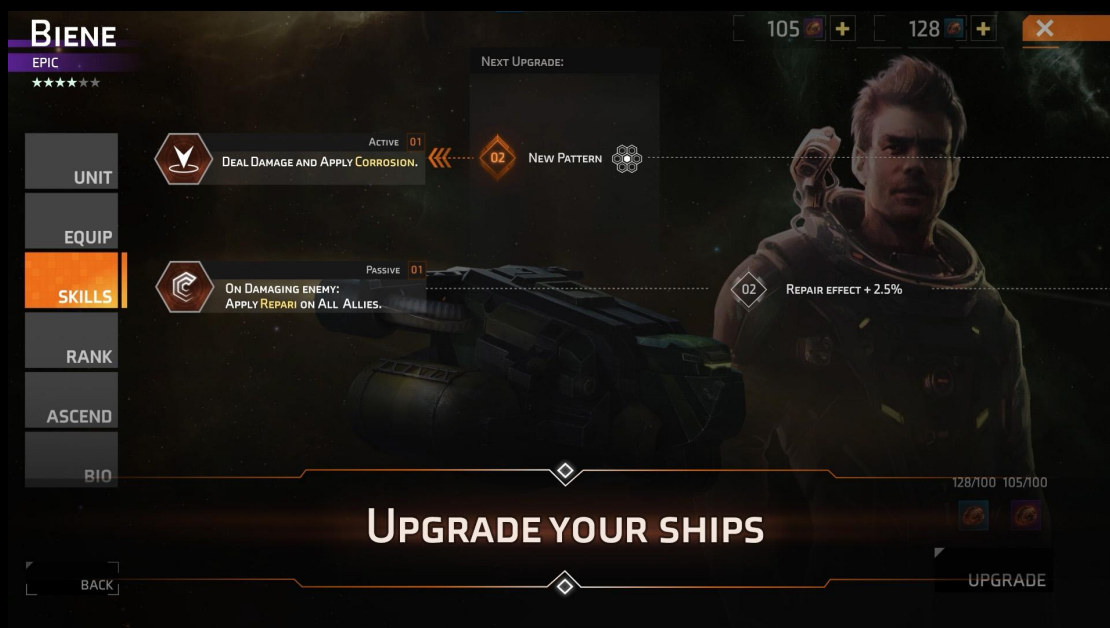 Biene
105 +
128 +
Epic
Next Upgrade:
Active 01
Deal Damage and Apply Corrosion.
02
New Pattern
Unit
Equip
Skills
Rank
Ascend
Bio
Passive 01
On Damaging enemy:
Apply Repari on All Allies.
02
Repair effect + 2.5%
128/100 105/100
Upgrade your ships
BACK
UPGRADE